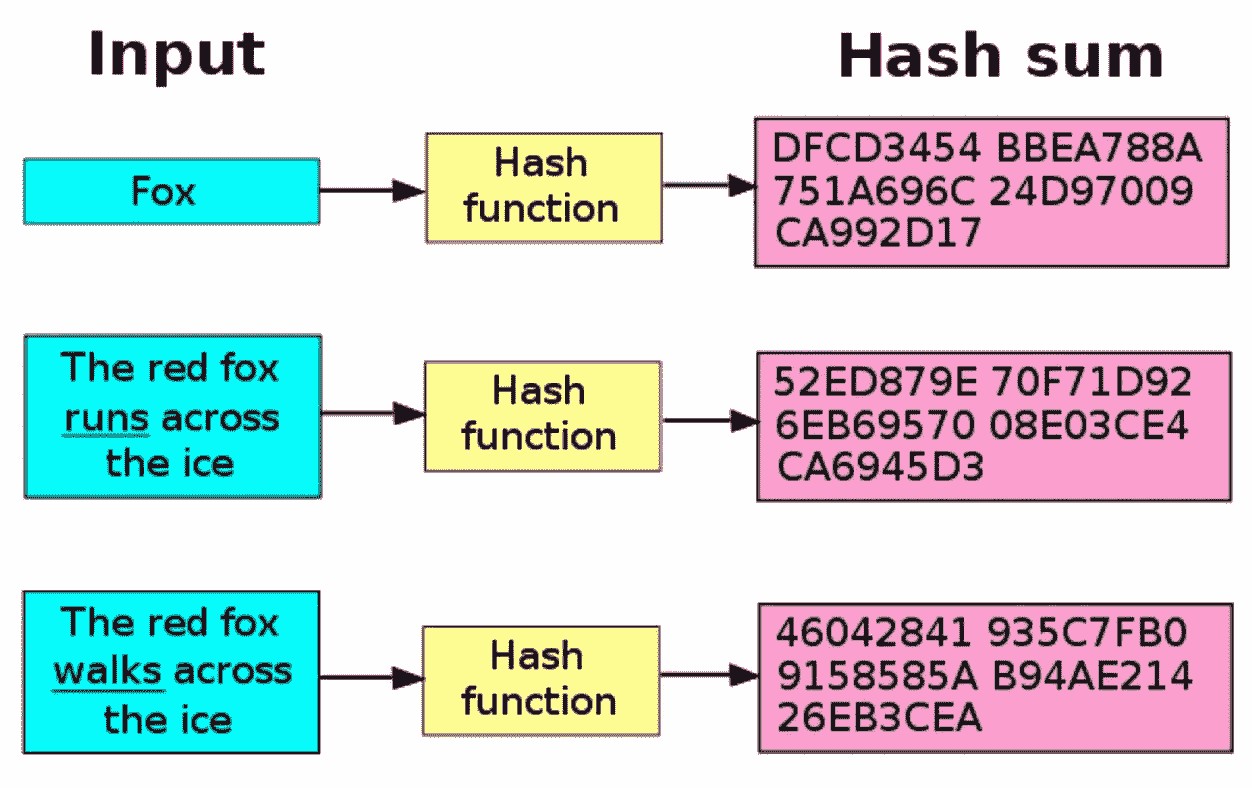 Input
Hash sum
Fox
Hash
function
DFCD3454 BBEA788A
751A696C 24D97009
CA992D17
The red fox
runs across
the ice
Hash
function
52ED879E 70F71D92
6EB69570 08E03CE4
CA6945D3
The red fox
walks across
the ice
Hash
function
46042841 935C7FB0
9158585A B94AE214
26EB3CEA